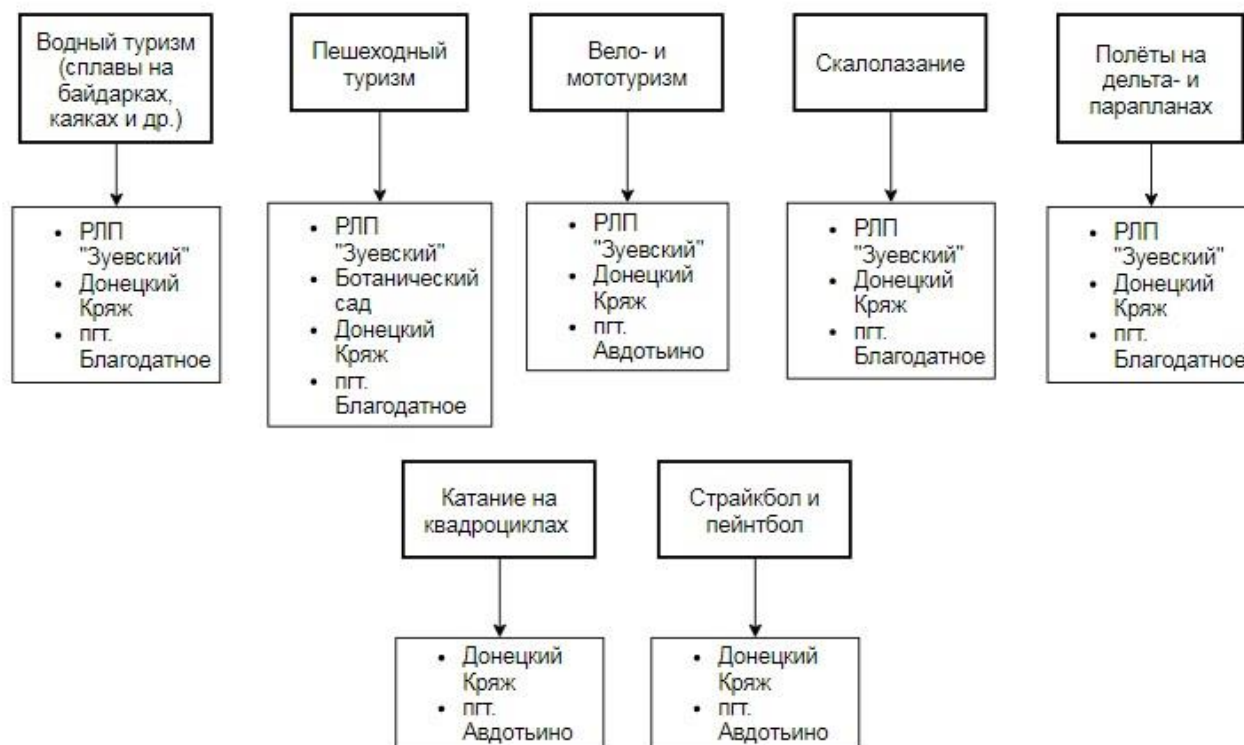 Водный туризм
(сплавы на
байдарках,
каяках и др.)
Пешеходный
туризм
Вело- и
мототуризм
Скалолазание
Полёты на
дельта- и
парапланах
РЛП
"Зуевский"
Донецкий
Кряж
пгт.
Благодатное
РЛП
"Зуевский"
Ботанический
сад
Донецкий
Кряж
пгт.
Благодатное
РЛП
"Зуевский"
Донецкий
Кряж
пгт.
Авдотьино
РЛП
"Зуевский"
Донецкий
Кряж
пгт.
Благодатное
РЛП
"Зуевский"
Донецкий
Кряж
пгт.
Благодатное
Катание на
квадроциклах
Страйкбол и
пейнтбол
Донецкий
Кряж
пгт.
Авдотьино
Донецкий
Кряж
пгт.
Авдотьино